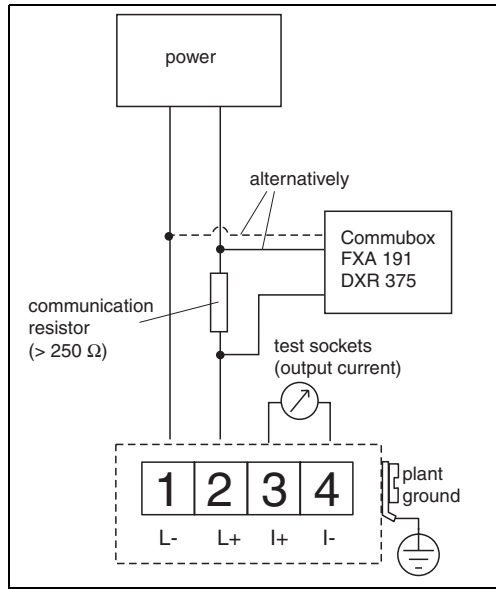 power
alternatively
Commubox
FXA 191
DXR 375
communication
resistor
(> 250 Ω)
test sockets
(output current)
1 2 3 4
L- L+ I+ I-
plant
ground